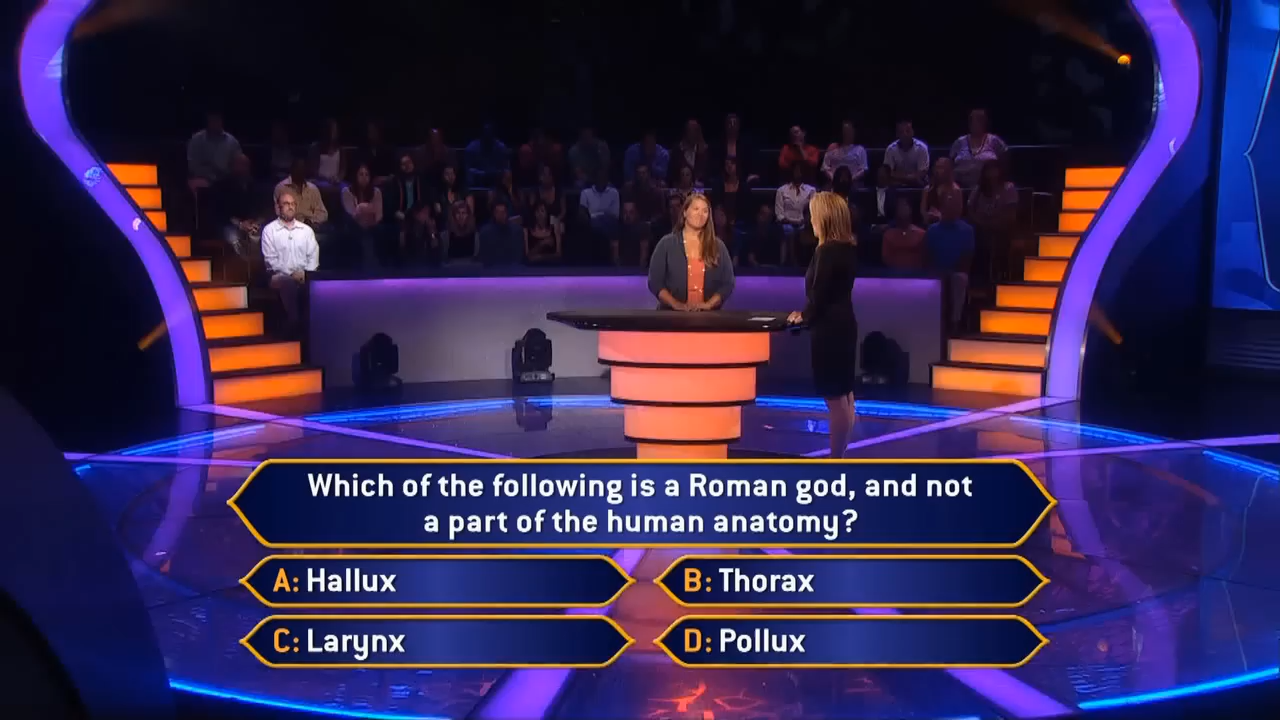 Which of the following is a Roman god, and not
a part of the human anatomy?
A: Hallux
B: Thorax
C: Larynx
D: Pollux